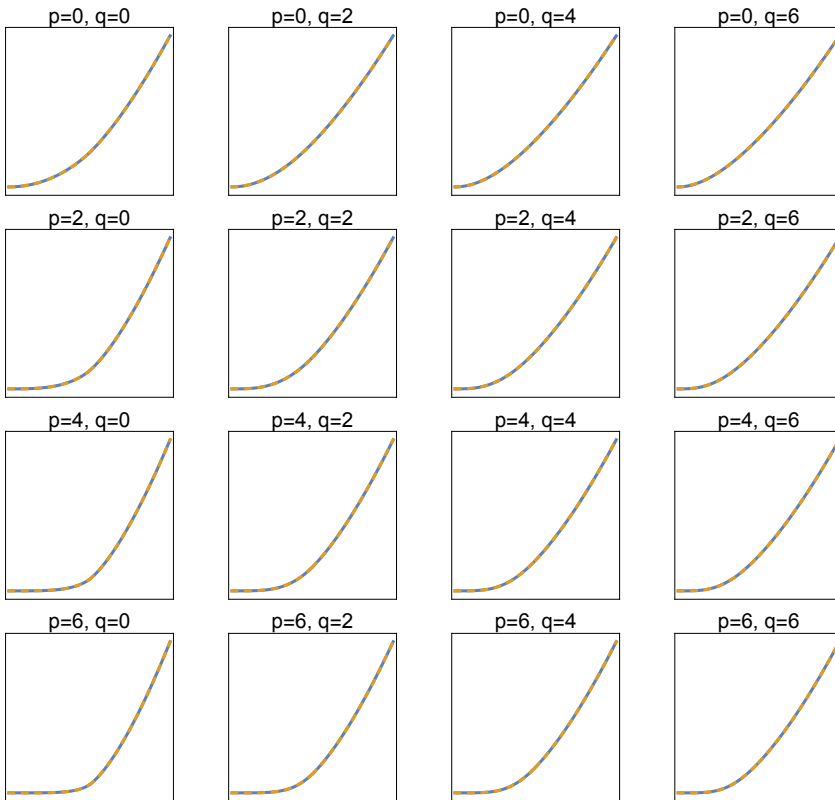 p=0, q=0 p=0, q=2 p=0, q=4 p=0, q=6
p=2, q=0 p=2, q=2 p=2, q=4 p=2, q=6
p=4, q=0 p=4, q=2 p=4, q=4 p=4, q=6
p=6, q=0 p=6, q=2 p=6, q=4 p=6, q=6